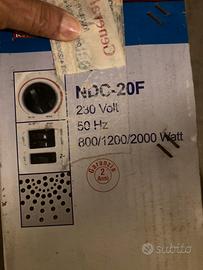 NDC-20F
230 Volt
50 Hz
800/1200/2000 Watt
Garanzia
2
Anni
subito